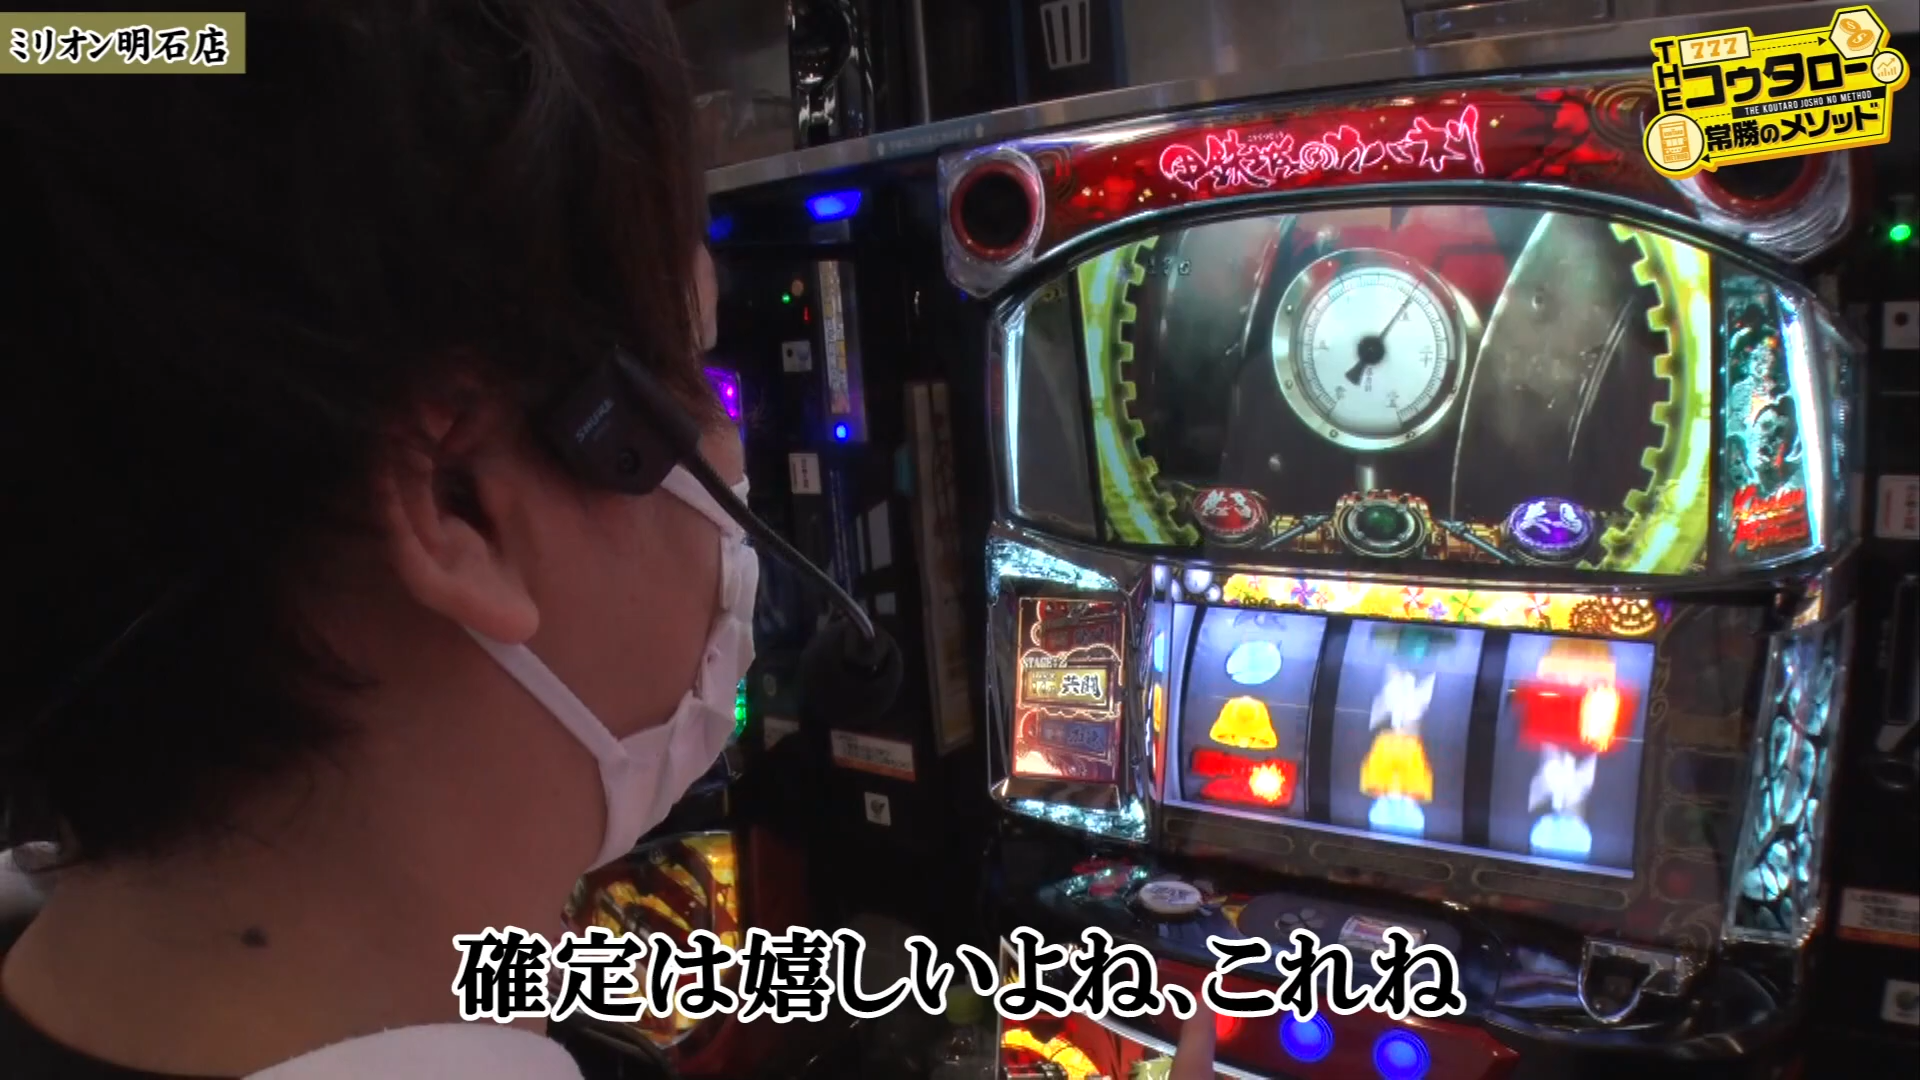 ミリオン明石店
777
THE コウタロー
THE KOUTARO JOSHO NO METHOD
常勝のメソッド
甲鉄城のカバネリ
SHURE
STAGE:2
共闘
確定は嬉しいよね、これね